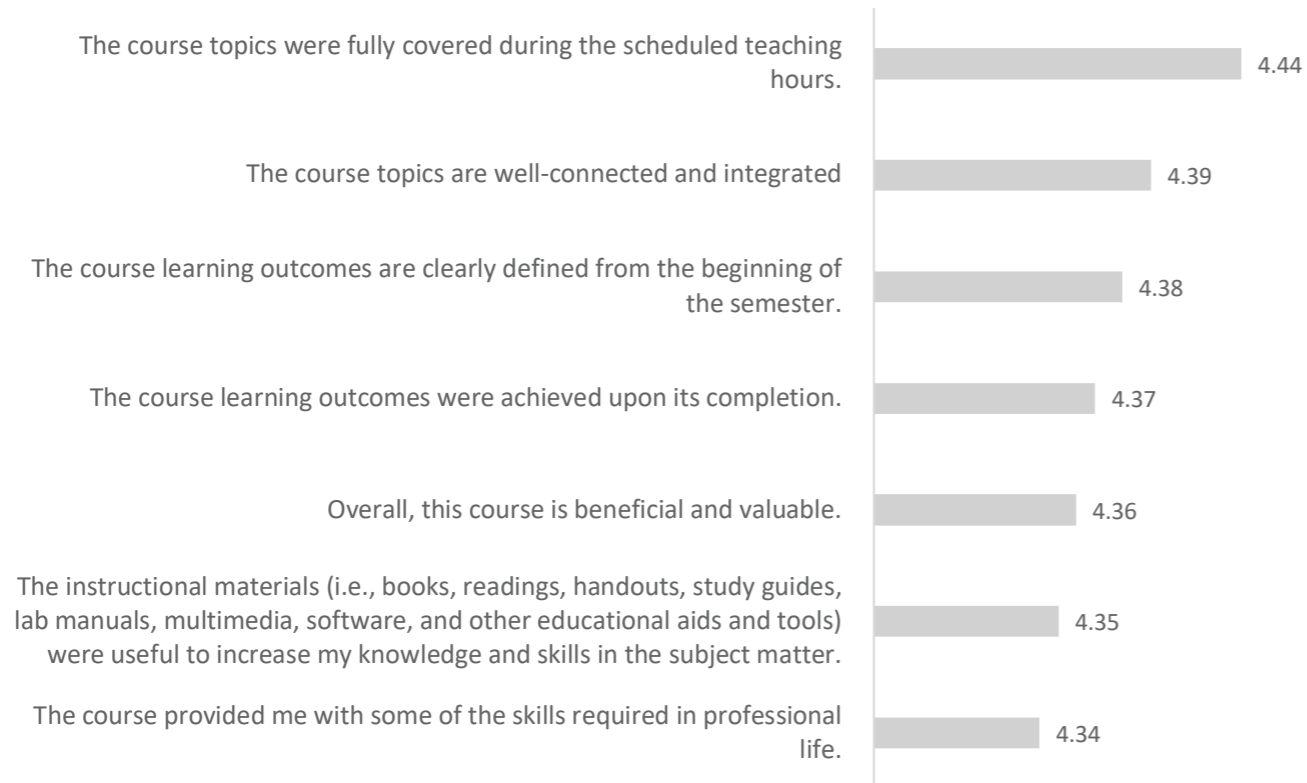 The course topics were fully covered during the scheduled teaching
hours.
4.44
The course topics are well-connected and integrated
4.39
The course learning outcomes are clearly defined from the beginning of
the semester.
4.38
The course learning outcomes were achieved upon its completion.
4.37
Overall, this course is beneficial and valuable.
4.36
The instructional materials (i.e., books, readings, handouts, study guides,
lab manuals, multimedia, software, and other educational aids and tools)
were useful to increase my knowledge and skills in the subject matter.
4.35
The course provided me with some of the skills required in professional
life.
4.34